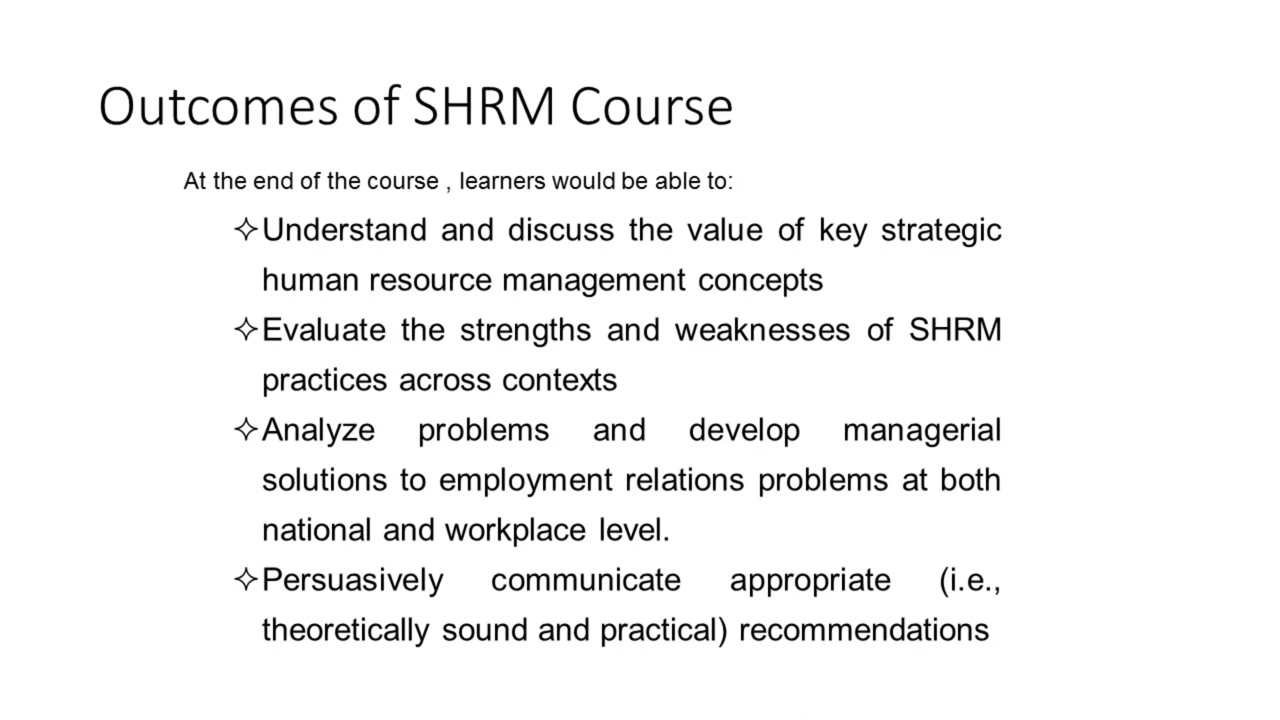 Outcomes of SHRM Course
At the end of the course , learners would be able to:
✧Understand and discuss the value of key strategic
human resource management concepts
✧Evaluate the strengths and weaknesses of SHRM
practices across contexts
✧Analyze problems and develop managerial
solutions to employment relations problems at both
national and workplace level.
✧Persuasively communicate appropriate (i.e.,
theoretically sound and practical) recommendations